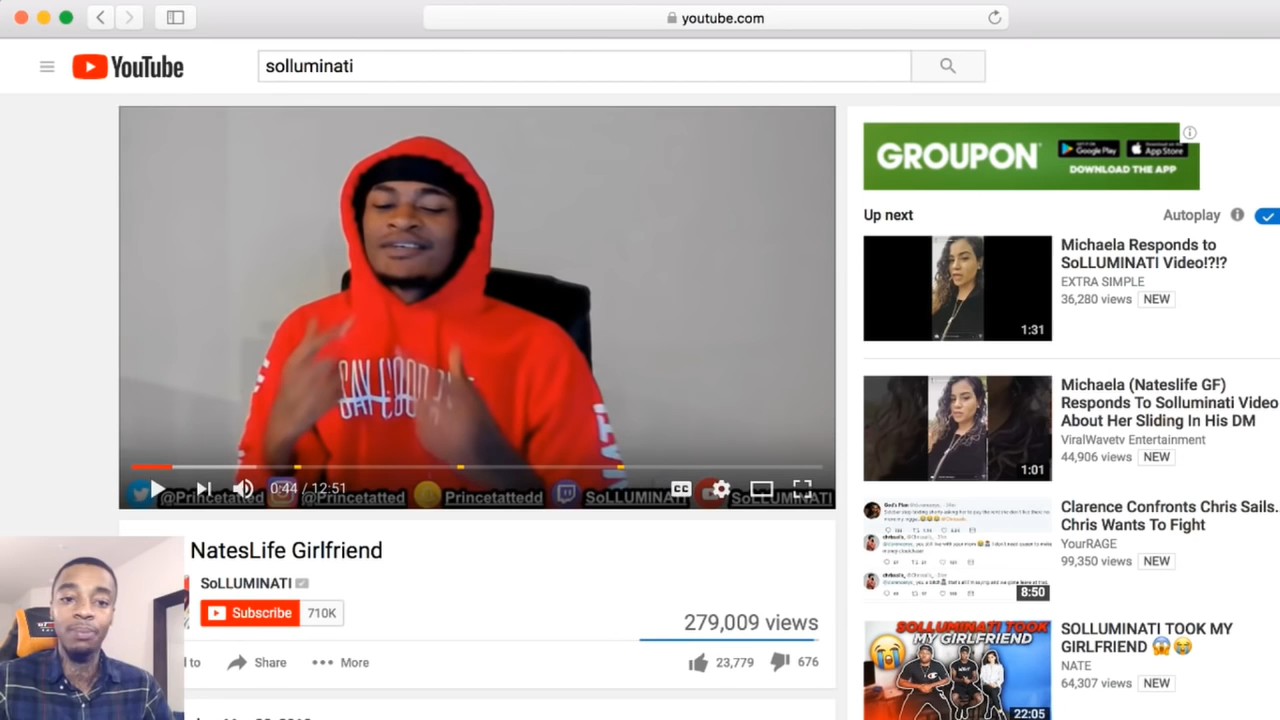 youtube.com
YouTube
solluminati
GROUPON
Google Play
App Store
DOWNLOAD THE APP
Up next
Autoplay
Michaela Responds to
SoLLUMINATI Video!?!?
EXTRA SIMPLE
36,280 views NEW
1:31
Michaela (Nateslife GF)
Responds To Solluminati Video
About Her Sliding In His DM
ViralWavetv Entertainment
44,906 views NEW
1:01
0:44 / 12:51
CC
@Princetatted
@Princetatted
Princetattedd
SoLLUMINATI
SoLLUMINATI
Clarence Confronts Chris Sails.
Chris Wants To Fight
YourRAGE
99,350 views NEW
8:50
NatesLife Girlfriend
SoLLUMINATI
Subscribe 710K
279,009 views
Share
More
23,779
676
SOLLUMINATI TOOK
MY GIRLFRIEND
22:05
SOLLUMINATI TOOK MY
GIRLFRIEND 😱😭
NATE
64,307 views NEW